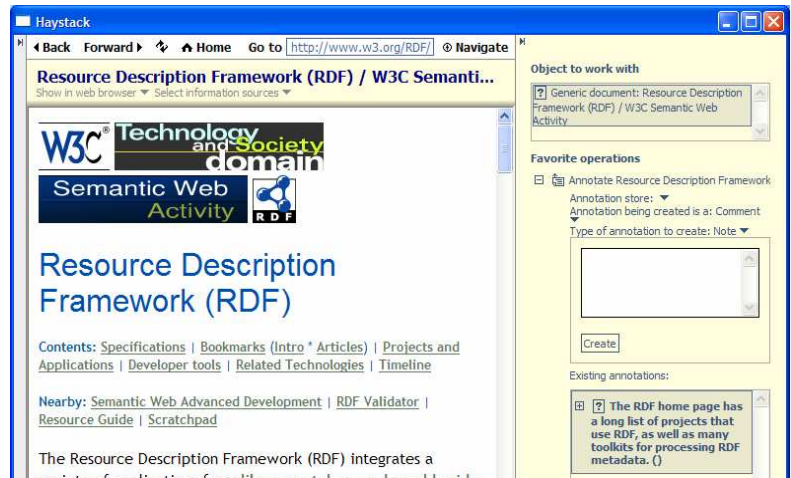 Haystack
Back Forward Home Go to http://www.w3.org/RDF/ Navigate
Resource Description Framework (RDF) / W3C Semanti...
Show in web browser Select information sources
W3C® Technology
and Society
domain
Semantic Web
Activity
RDF
Resource Description
Framework (RDF)
Contents: Specifications | Bookmarks (Intro * Articles) | Projects and
Applications | Developer tools | Related Technologies | Timeline
Nearby: Semantic Web Advanced Development | RDF Validator |
Resource Guide | Scratchpad
The Resource Description Framework (RDF) integrates a
Object to work with
? Generic document: Resource Description
Framework (RDF) / W3C Semantic Web
Activity
Favorite operations
Annotate Resource Description Framework
Annotation store:
Annotation being created is a: Comment
Type of annotation to create: Note
Create
Existing annotations:
? The RDF home page has
a long list of projects that
use RDF, as well as many
toolkits for processing RDF
metadata. ()